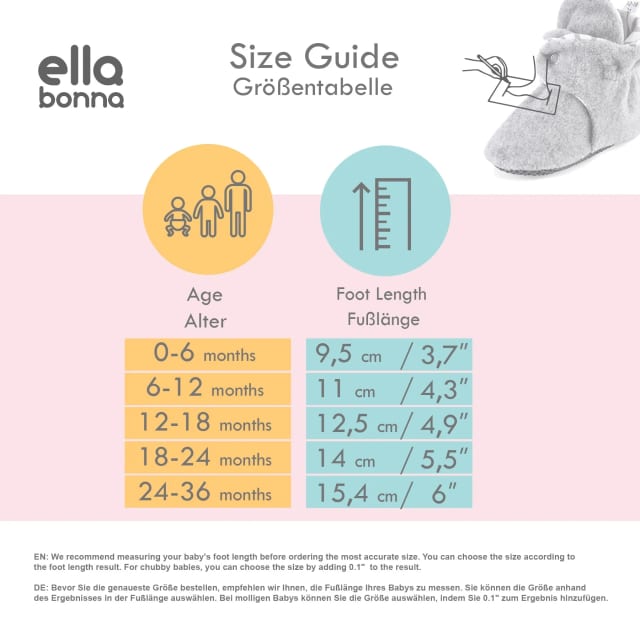 ella
bonna
Size Guide
Größentabelle
Age
Alter
Foot Length
Fußlänge
0-6 months 9,5 cm / 3,7"
6-12 months 11 cm / 4,3"
12-18 months 12,5 cm / 4,9"
18-24 months 14 cm / 5,5"
24-36 months 15,4 cm / 6"
EN: We recommend measuring your baby's foot length before ordering the most accurate size. You can choose the size according to
the foot length result. For chubby babies, you can choose the size by adding 0.1" to the result.
DE: Bevor Sie die genaueste Größe bestellen, empfehlen wir Ihnen, die Fußlänge Ihres Babys zu messen. Sie können die Größe anhand
des Ergebnisses in der Fußlänge auswählen. Bei molligen Babys können Sie die Größe auswählen, indem Sie 0.1" zum Ergebnis hinzufügen.